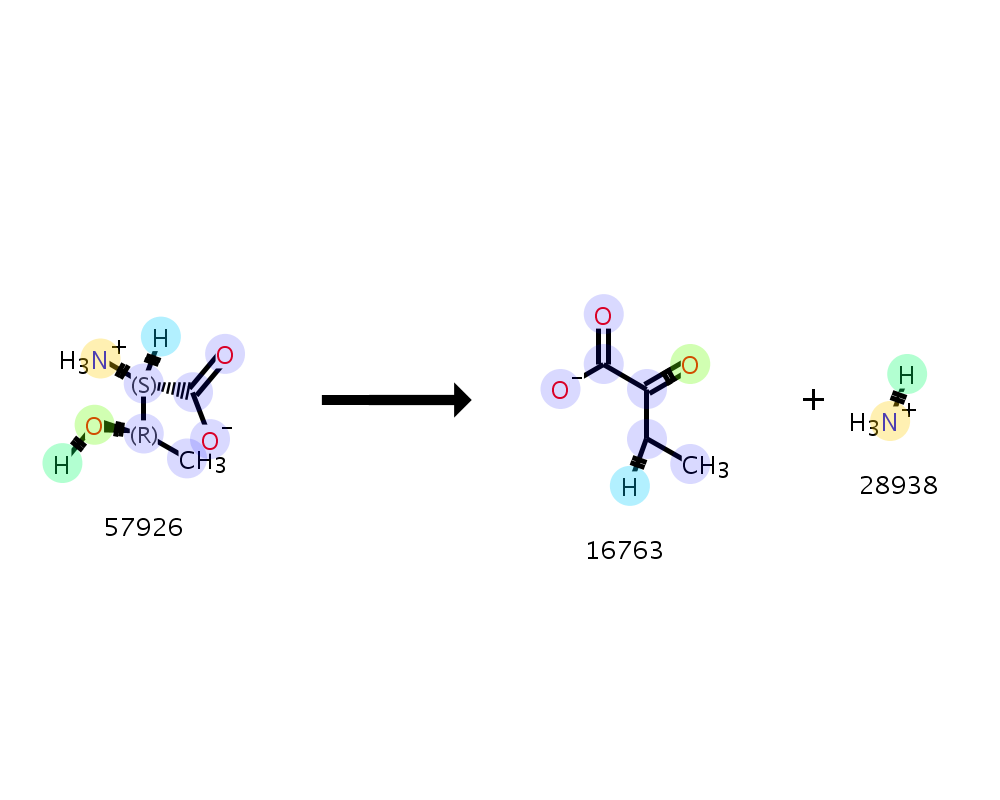 H
O
H3N+
(S)
O
(R)
O-
H
CH3
57926
O
O
O-
H
CH3
16763
+
H
H3N+
28938